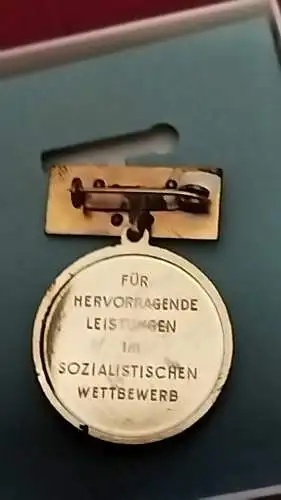 FÜR
HERVORRAGENDE
LEISTUNGEN
IM
SOZIALISTISCHEN
WETTBEWERB